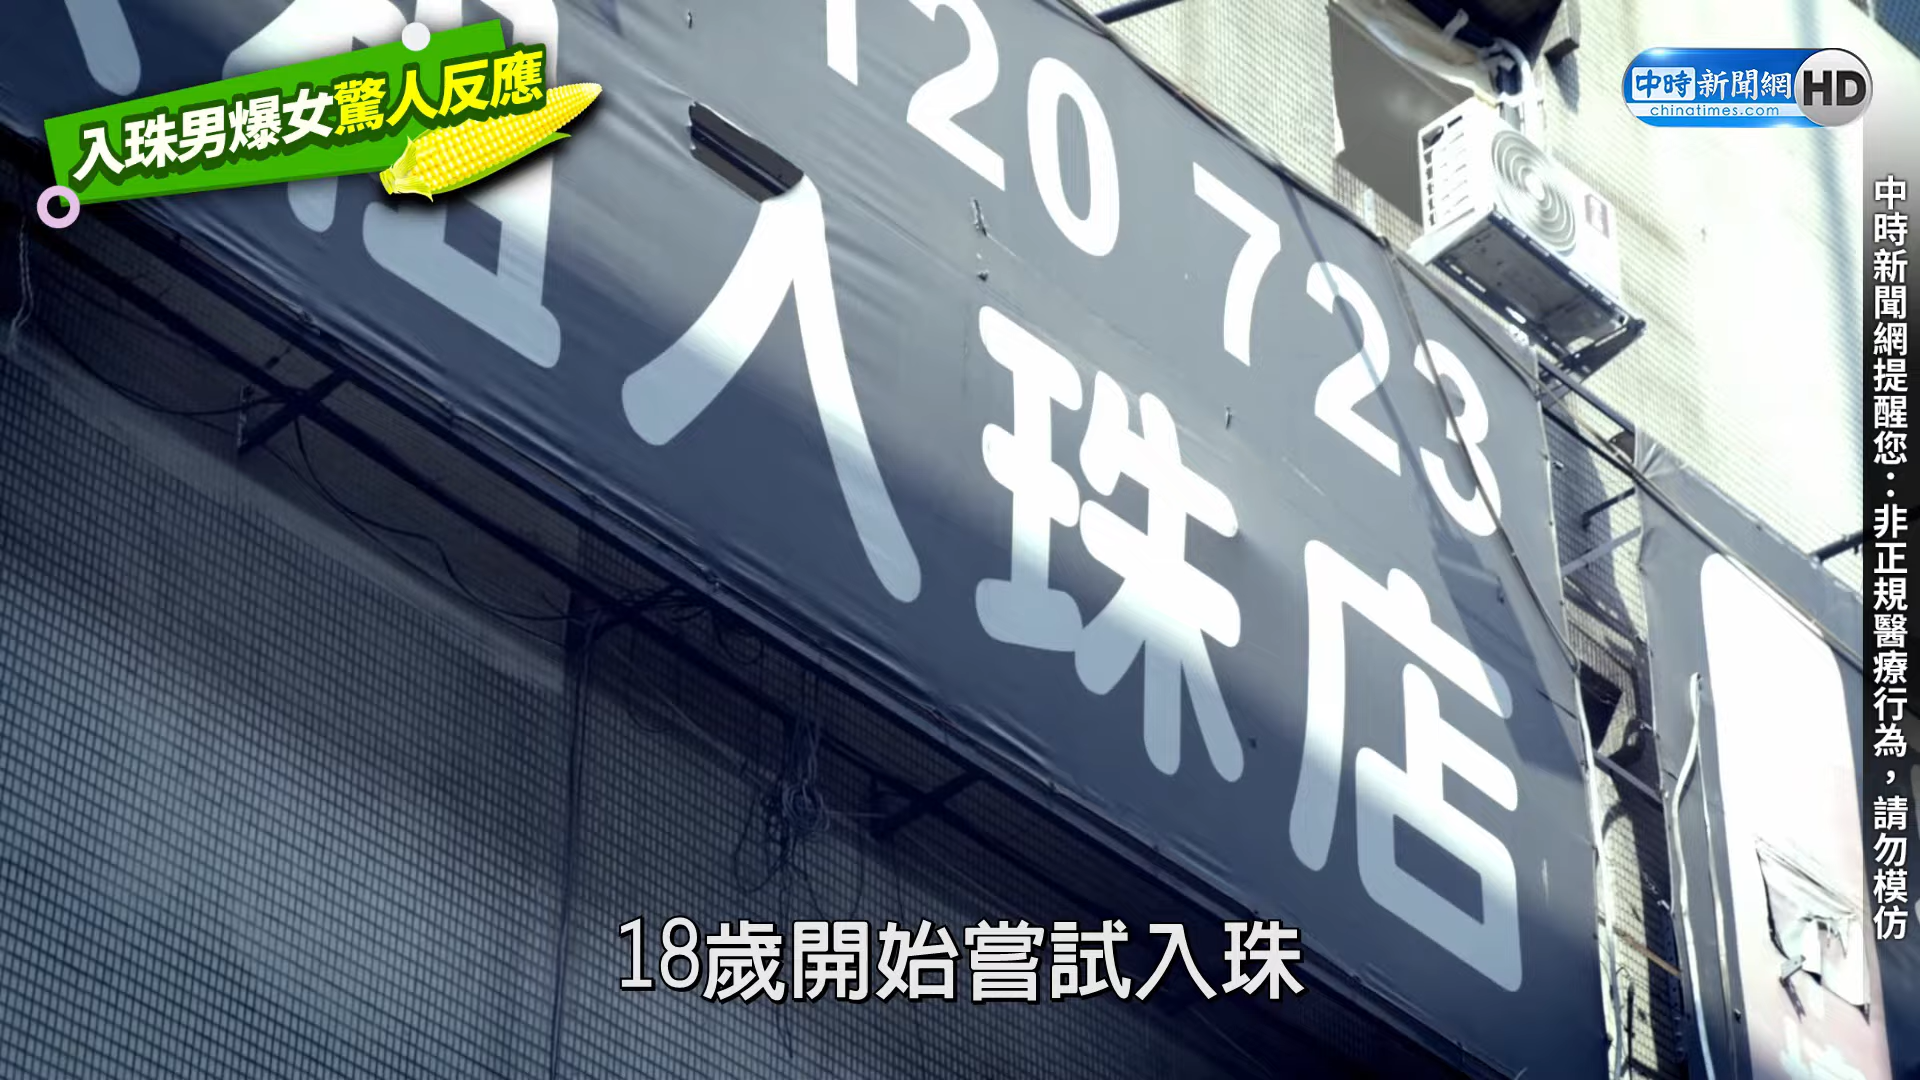 入珠男爆女驚人反應
中時新聞網 HD
chinatimes.com
720 723
入珠店
中時新聞網提醒您：非正規醫療行為，請勿模仿
18歲開始嘗試入珠